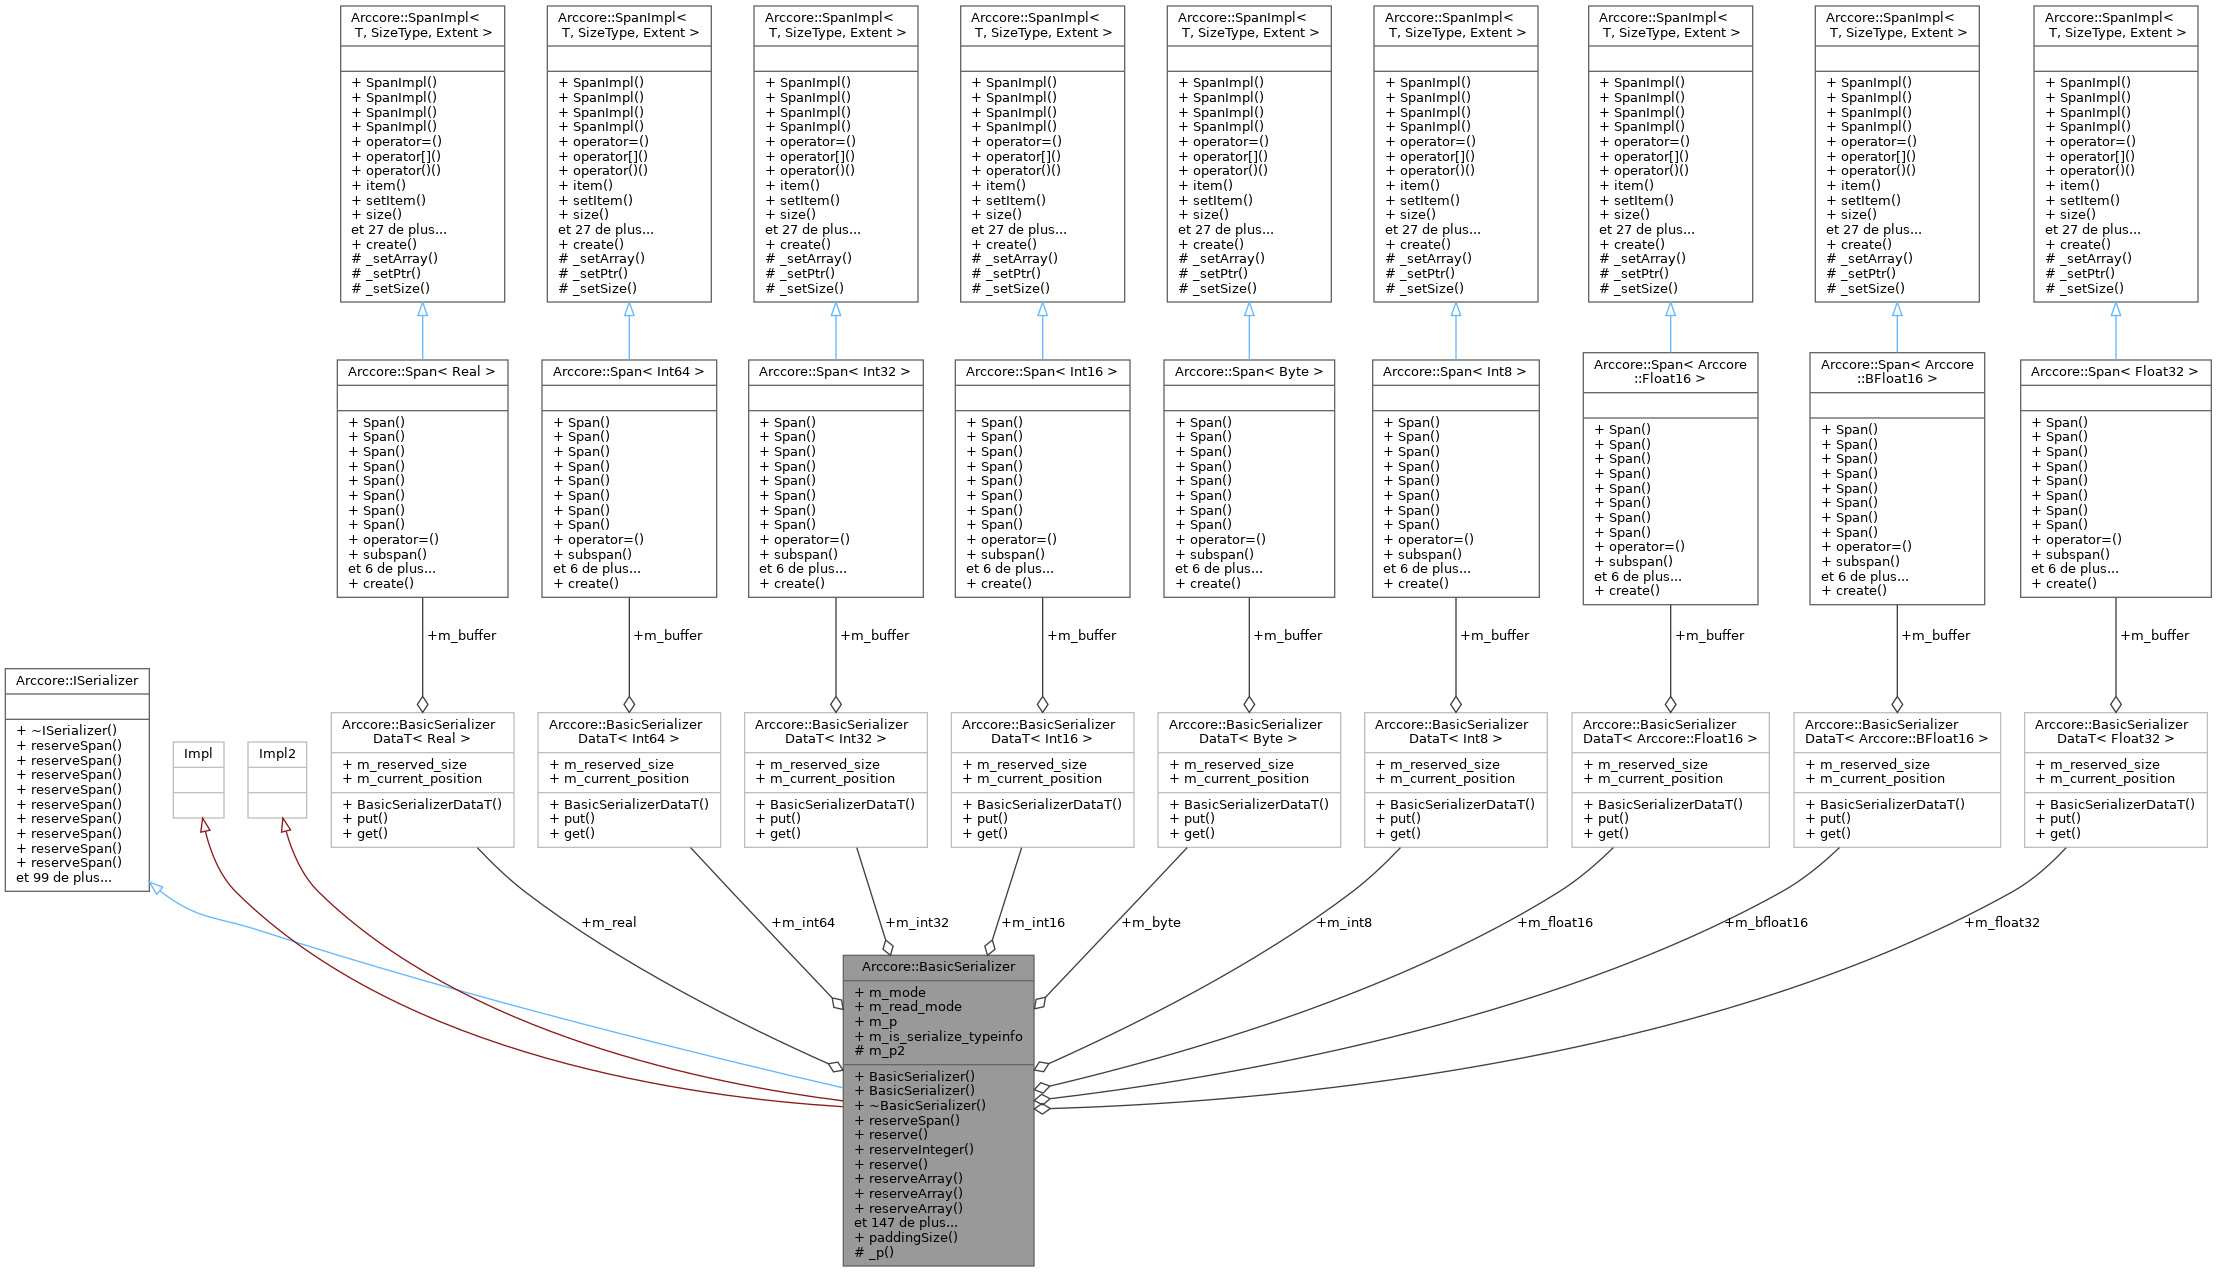 Arccore::SpanImpl<
T, SizeType, Extent >
+ SpanImpl()
+ SpanImpl()
+ SpanImpl()
+ SpanImpl()
+ operator=()
+ operator[]()
+ operator()()
+ item()
+ setItem()
+ size()
et 27 de plus...
+ create()
# _setArray()
# _setPtr()
# _setSize()
Arccore::SpanImpl<
T, SizeType, Extent >
+ SpanImpl()
+ SpanImpl()
+ SpanImpl()
+ SpanImpl()
+ operator=()
+ operator[]()
+ operator()()
+ item()
+ setItem()
+ size()
et 27 de plus...
+ create()
# _setArray()
# _setPtr()
# _setSize()
Arccore::SpanImpl<
T, SizeType, Extent >
+ SpanImpl()
+ SpanImpl()
+ SpanImpl()
+ SpanImpl()
+ operator=()
+ operator[]()
+ operator()()
+ item()
+ setItem()
+ size()
et 27 de plus...
+ create()
# _setArray()
# _setPtr()
# _setSize()
Arccore::SpanImpl<
T, SizeType, Extent >
+ SpanImpl()
+ SpanImpl()
+ SpanImpl()
+ SpanImpl()
+ operator=()
+ operator[]()
+ operator()()
+ item()
+ setItem()
+ size()
et 27 de plus...
+ create()
# _setArray()
# _setPtr()
# _setSize()
Arccore::SpanImpl<
T, SizeType, Extent >
+ SpanImpl()
+ SpanImpl()
+ SpanImpl()
+ SpanImpl()
+ operator=()
+ operator[]()
+ operator()()
+ item()
+ setItem()
+ size()
et 27 de plus...
+ create()
# _setArray()
# _setPtr()
# _setSize()
Arccore::SpanImpl<
T, SizeType, Extent >
+ SpanImpl()
+ SpanImpl()
+ SpanImpl()
+ SpanImpl()
+ operator=()
+ operator[]()
+ operator()()
+ item()
+ setItem()
+ size()
et 27 de plus...
+ create()
# _setArray()
# _setPtr()
# _setSize()
Arccore::SpanImpl<
T, SizeType, Extent >
+ SpanImpl()
+ SpanImpl()
+ SpanImpl()
+ SpanImpl()
+ operator=()
+ operator[]()
+ operator()()
+ item()
+ setItem()
+ size()
et 27 de plus...
+ create()
# _setArray()
# _setPtr()
# _setSize()
Arccore::SpanImpl<
T, SizeType, Extent >
+ SpanImpl()
+ SpanImpl()
+ SpanImpl()
+ SpanImpl()
+ operator=()
+ operator[]()
+ operator()()
+ item()
+ setItem()
+ size()
et 27 de plus...
+ create()
# _setArray()
# _setPtr()
# _setSize()
Arccore::SpanImpl<
T, SizeType, Extent >
+ SpanImpl()
+ SpanImpl()
+ SpanImpl()
+ SpanImpl()
+ operator=()
+ operator[]()
+ operator()()
+ item()
+ setItem()
+ size()
et 27 de plus...
+ create()
# _setArray()
# _setPtr()
# _setSize()
Arccore::Span< Real >
+ Span()
+ Span()
+ Span()
+ Span()
+ Span()
+ Span()
+ Span()
+ Span()
+ operator=()
+ subspan()
et 6 de plus...
+ create()
Arccore::Span< Int64 >
+ Span()
+ Span()
+ Span()
+ Span()
+ Span()
+ Span()
+ Span()
+ Span()
+ operator=()
+ subspan()
et 6 de plus...
+ create()
Arccore::Span< Int32 >
+ Span()
+ Span()
+ Span()
+ Span()
+ Span()
+ Span()
+ Span()
+ Span()
+ operator=()
+ subspan()
et 6 de plus...
+ create()
Arccore::Span< Int16 >
+ Span()
+ Span()
+ Span()
+ Span()
+ Span()
+ Span()
+ Span()
+ Span()
+ operator=()
+ subspan()
et 6 de plus...
+ create()
Arccore::Span< Byte >
+ Span()
+ Span()
+ Span()
+ Span()
+ Span()
+ Span()
+ Span()
+ Span()
+ operator=()
+ subspan()
et 6 de plus...
+ create()
Arccore::Span< Int8 >
+ Span()
+ Span()
+ Span()
+ Span()
+ Span()
+ Span()
+ Span()
+ Span()
+ operator=()
+ subspan()
et 6 de plus...
+ create()
Arccore::Span< Arccore
::Float16 >
+ Span()
+ Span()
+ Span()
+ Span()
+ Span()
+ Span()
+ Span()
+ Span()
+ operator=()
+ subspan()
et 6 de plus...
+ create()
Arccore::Span< Arccore
::BFloat16 >
+ Span()
+ Span()
+ Span()
+ Span()
+ Span()
+ Span()
+ Span()
+ Span()
+ operator=()
+ subspan()
et 6 de plus...
+ create()
Arccore::Span< Float32 >
+ Span()
+ Span()
+ Span()
+ Span()
+ Span()
+ Span()
+ Span()
+ Span()
+ operator=()
+ subspan()
et 6 de plus...
+ create()
+m_buffer
+m_buffer
+m_buffer
+m_buffer
+m_buffer
+m_buffer
+m_buffer
+m_buffer
+m_buffer
Arccore::ISerializer
+ ~ISerializer()
+ reserveSpan()
+ reserveSpan()
+ reserveSpan()
+ reserveSpan()
+ reserveSpan()
+ reserveSpan()
+ reserveSpan()
+ reserveSpan()
+ reserveSpan()
et 99 de plus...
Impl
Impl2
Arccore::BasicSerializer
DataT< Real >
+ m_reserved_size
+ m_current_position
+ BasicSerializerDataT()
+ put()
+ get()
Arccore::BasicSerializer
DataT< Int64 >
+ m_reserved_size
+ m_current_position
+ BasicSerializerDataT()
+ put()
+ get()
Arccore::BasicSerializer
DataT< Int32 >
+ m_reserved_size
+ m_current_position
+ BasicSerializerDataT()
+ put()
+ get()
Arccore::BasicSerializer
DataT< Int16 >
+ m_reserved_size
+ m_current_position
+ BasicSerializerDataT()
+ put()
+ get()
Arccore::BasicSerializer
DataT< Byte >
+ m_reserved_size
+ m_current_position
+ BasicSerializerDataT()
+ put()
+ get()
Arccore::BasicSerializer
DataT< Int8 >
+ m_reserved_size
+ m_current_position
+ BasicSerializerDataT()
+ put()
+ get()
Arccore::BasicSerializer
DataT< Arccore::Float16 >
+ m_reserved_size
+ m_current_position
+ BasicSerializerDataT()
+ put()
+ get()
Arccore::BasicSerializer
DataT< Arccore::BFloat16 >
+ m_reserved_size
+ m_current_position
+ BasicSerializerDataT()
+ put()
+ get()
Arccore::BasicSerializer
DataT< Float32 >
+ m_reserved_size
+ m_current_position
+ BasicSerializerDataT()
+ put()
+ get()
+m_real
+m_int64
+m_int32
+m_int16
+m_byte
+m_int8
+m_float16
+m_bfloat16
+m_float32
Arccore::BasicSerializer
+ m_mode
+ m_read_mode
+ m_p
+ m_is_serialize_typeinfo
# m_p2
+ BasicSerializer()
+ BasicSerializer()
+ ~BasicSerializer()
+ reserveSpan()
+ reserve()
+ reserveInteger()
+ reserve()
+ reserveArray()
+ reserveArray()
+ reserveArray()
et 147 de plus...
+ paddingSize()
# _p()